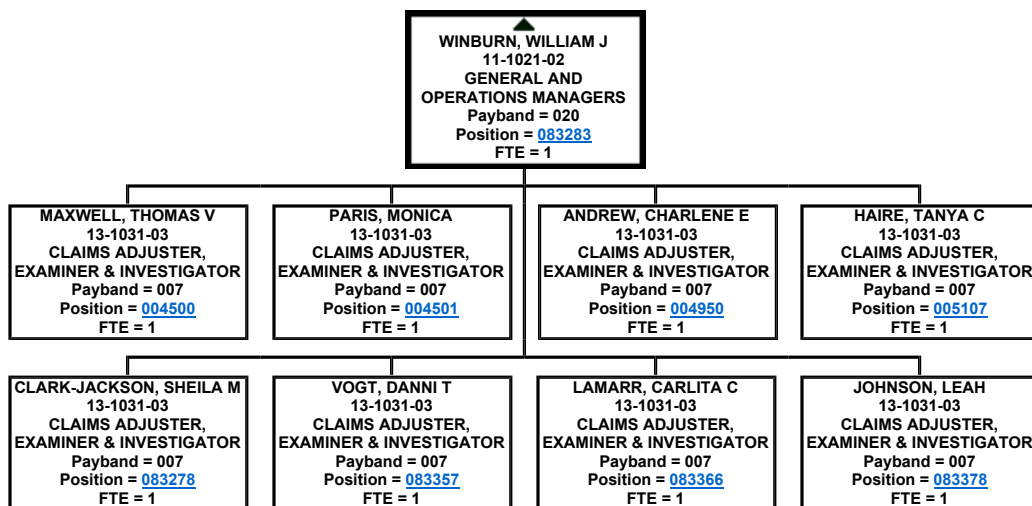 WINBURN, WILLIAM J
11-1021-02
GENERAL AND
OPERATIONS MANAGERS
Payband = 020
Position = 083283
FTE = 1
MAXWELL, THOMAS V
13-1031-03
CLAIMS ADJUSTER,
EXAMINER & INVESTIGATOR
Payband = 007
Position = 004500
FTE = 1
PARIS, MONICA
13-1031-03
CLAIMS ADJUSTER,
EXAMINER & INVESTIGATOR
Payband = 007
Position = 004501
FTE = 1
ANDREW, CHARLENE E
13-1031-03
CLAIMS ADJUSTER,
EXAMINER & INVESTIGATOR
Payband = 007
Position = 004950
FTE = 1
HAIRE, TANYA C
13-1031-03
CLAIMS ADJUSTER,
EXAMINER & INVESTIGATOR
Payband = 007
Position = 005107
FTE = 1
CLARK-JACKSON, SHEILA M
13-1031-03
CLAIMS ADJUSTER,
EXAMINER & INVESTIGATOR
Payband = 007
Position = 083278
FTE = 1
VOGT, DANNI T
13-1031-03
CLAIMS ADJUSTER,
EXAMINER & INVESTIGATOR
Payband = 007
Position = 083357
FTE = 1
LAMARR, CARLITA C
13-1031-03
CLAIMS ADJUSTER,
EXAMINER & INVESTIGATOR
Payband = 007
Position = 083366
FTE = 1
JOHNSON, LEAH
13-1031-03
CLAIMS ADJUSTER,
EXAMINER & INVESTIGATOR
Payband = 007
Position = 083378
FTE = 1